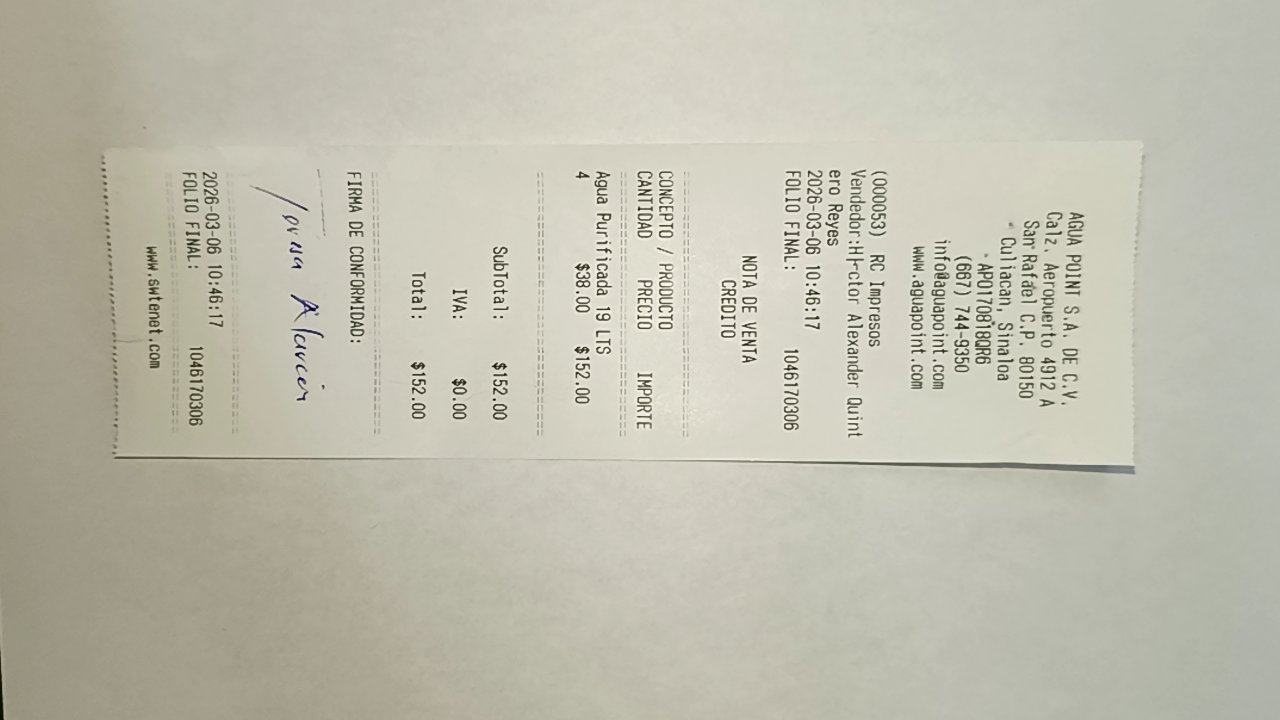 AGUA POINT S.A. DE C.V.
Calz. Aeropuerto 4912 A
San Rafael C.P. 80150
Culiacan, Sinaloa
APO170818QR6
(667) 744-9350
info@aguapoint.com
www.aguapoint.com
(000053) RC Impresos
Vendedor:H├-ctor Alexander Quint
ero Reyes
2026-03-06 10:46:17
FOLIO FINAL: 1046170306
NOTA DE VENTA
CREDITO
CONCEPTO / PRODUCTO
CANTIDAD PRECIO IMPORTE
Agua Purificada 19 LTS
4 $38.00 $152.00
SubTotal: $152.00
IVA: $0.00
Total: $152.00
FIRMA DE CONFORMIDAD:
Alarcón
2026-03-06 10:46:17
FOLIO FINAL: 1046170306
www.swtenet.com